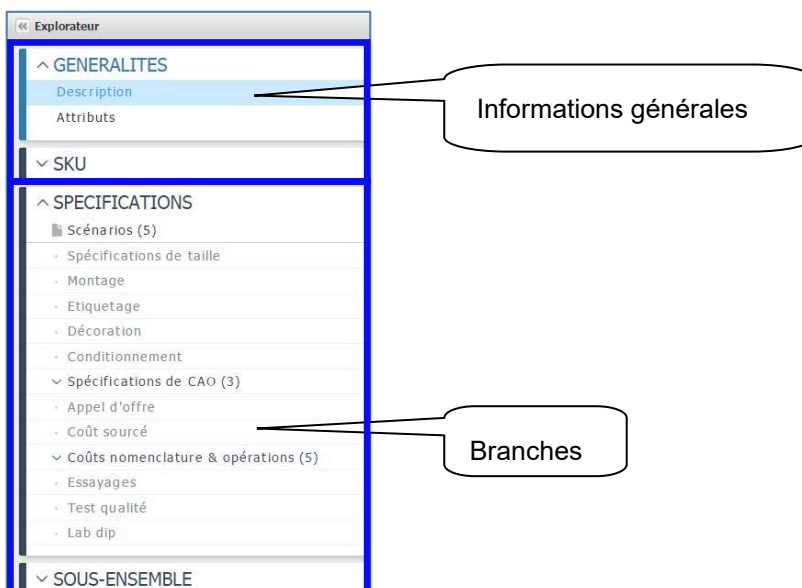 Explorateur
GENERALITES
Description
Attributs
SKU
SPECIFICATIONS
Scénarios (5)
Spécifications de taille
Montage
Etiquetage
Décoration
Conditionnement
Spécifications de CAO (3)
Appel d'offre
Coût sourcé
Coûts nomenclature & opérations (5)
Essayages
Test qualité
Lab dip
SOUS-ENSEMBLE
Informations générales
Branches